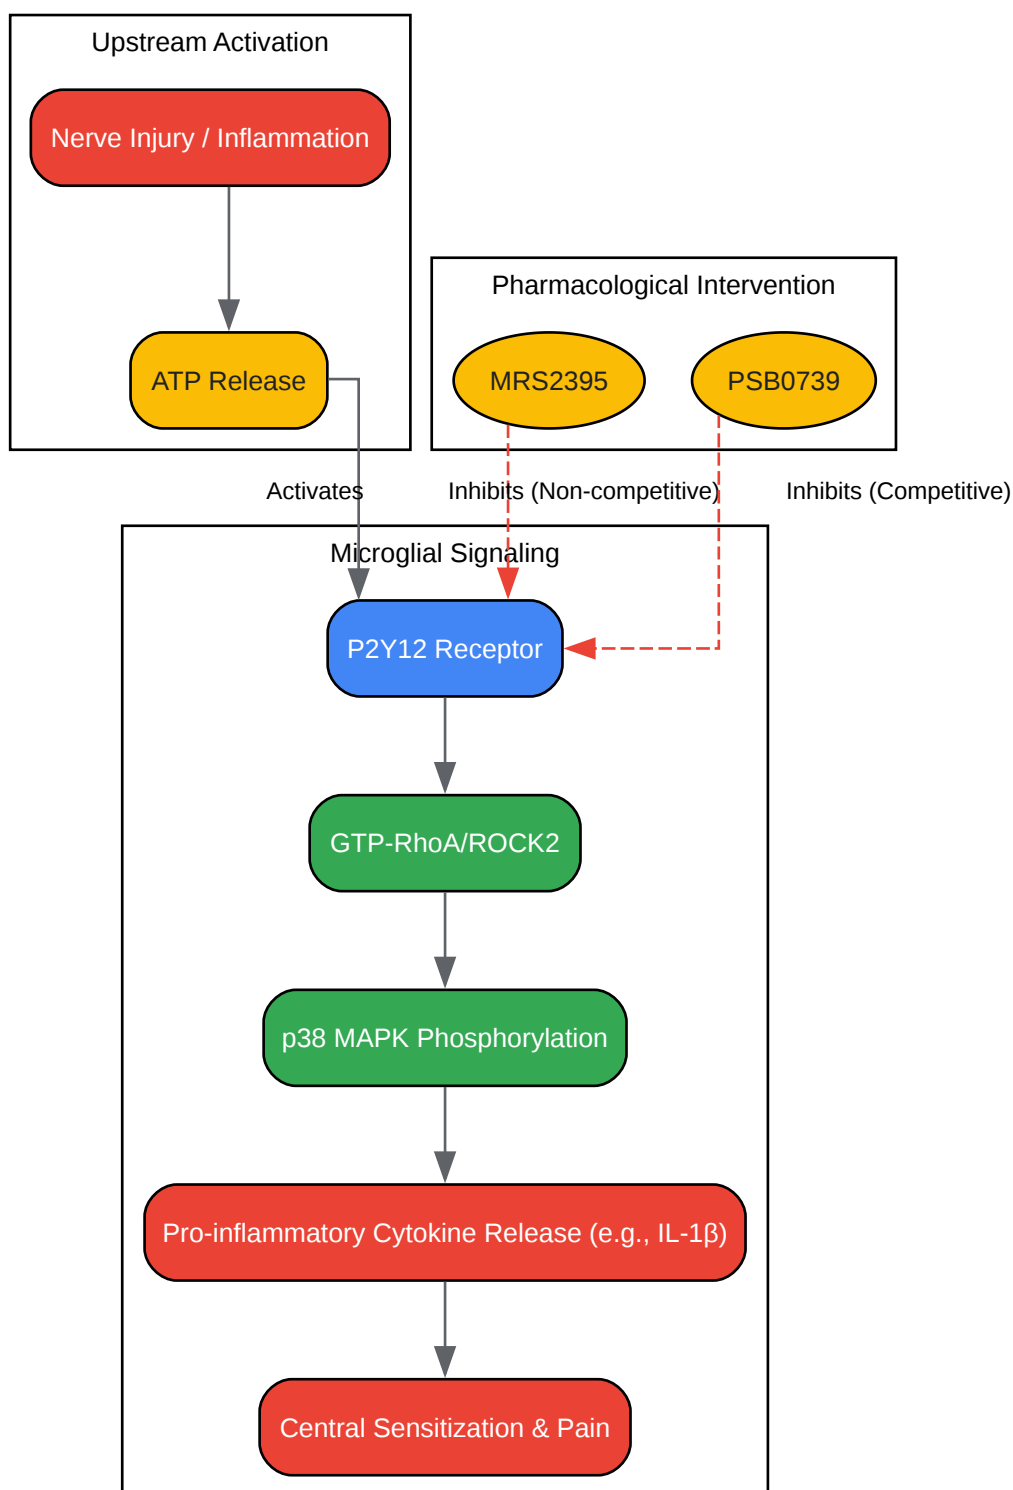 Upstream Activation
Nerve Injury / Inflammation
ATP Release
Pharmacological Intervention
MRS2395
PSB0739
Activates
Inhibits (Non-competitive)
Inhibits (Competitive)
Microglial Signaling
P2Y12 Receptor
GTP-RhoA/ROCK2
p38 MAPK Phosphorylation
Pro-inflammatory Cytokine Release (e.g., IL-1β)
Central Sensitization & Pain